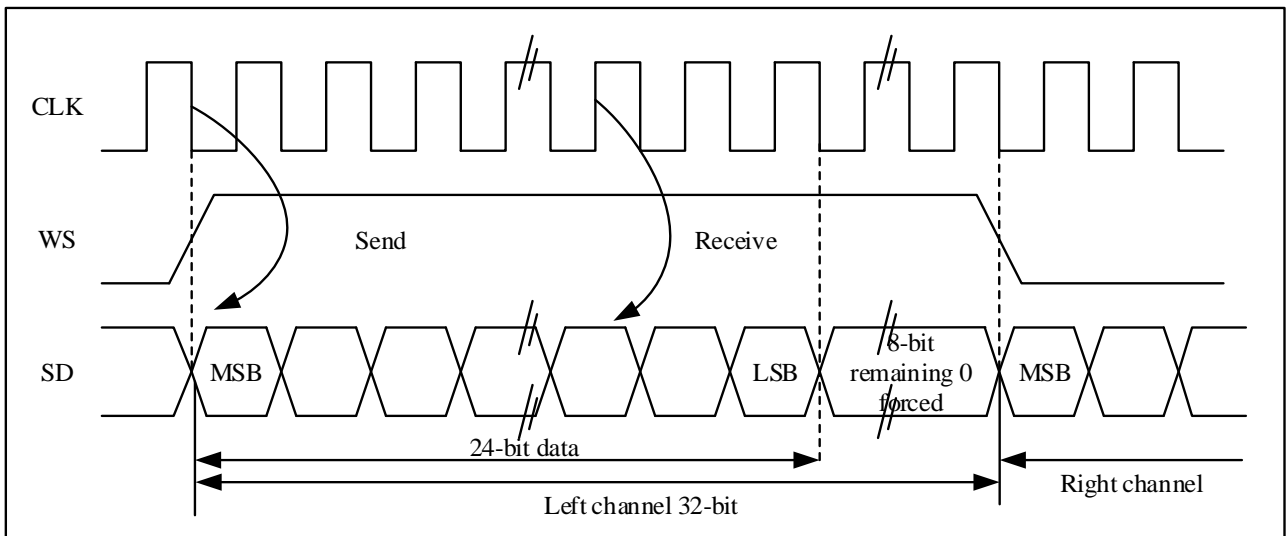 CLK
WS
Send
Receive
SD
MSB
LSB
8-bit
remaining 0
forced
MSB
24-bit data
Left channel 32-bit
Right channel